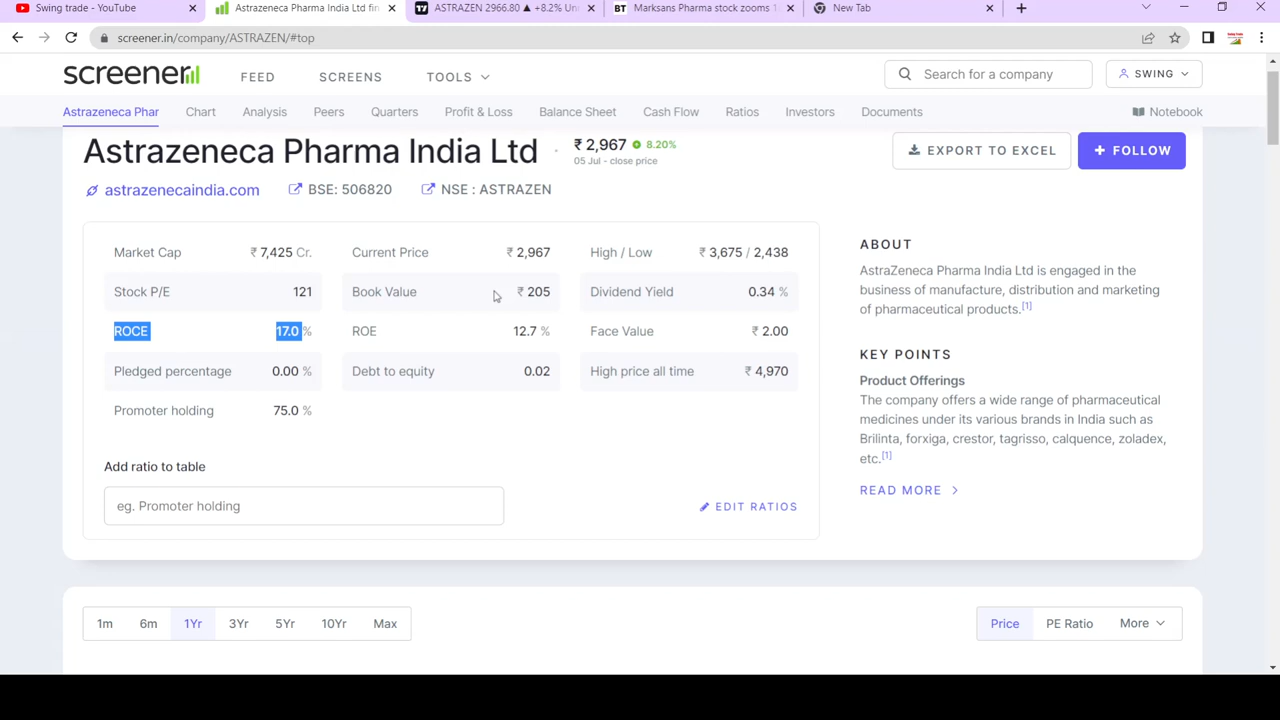 Swing trade - YouTube
Astrazeneca Pharma India Ltd fin
ASTRAZEN 2966.80 ▲ +8.2% Un
Marksans Pharma stock zooms 1
New Tab
screener.in/company/ASTRAZEN/#top
screener
FEED
SCREENS
TOOLS
Search for a company
SWING
Astrazeneca Phar
Chart
Analysis
Peers
Quarters
Profit & Loss
Balance Sheet
Cash Flow
Ratios
Investors
Documents
Notebook
Astrazeneca Pharma India Ltd
₹ 2,967 8.20%
05 Jul - close price
EXPORT TO EXCEL
+ FOLLOW
astrazenecaindia.com
BSE: 506820
NSE : ASTRAZEN
Market Cap ₹ 7,425 Cr.
Current Price ₹ 2,967
High / Low ₹ 3,675 / 2,438
Stock P/E 121
Book Value ₹ 205
Dividend Yield 0.34 %
ROCE 17.0 %
ROE 12.7 %
Face Value ₹ 2.00
Pledged percentage 0.00 %
Debt to equity 0.02
High price all time ₹ 4,970
Promoter holding 75.0 %
Add ratio to table
eg. Promoter holding
EDIT RATIOS
ABOUT
AstraZeneca Pharma India Ltd is engaged in the
business of manufacture, distribution and marketing
of pharmaceutical products.[1]
KEY POINTS
Product Offerings
The company offers a wide range of pharmaceutical
medicines under its various brands in India such as
Brilinta, forxiga, crestor, tagrisso, calquence, zoladex,
etc.[1]
READ MORE
1m
6m
1Yr
3Yr
5Yr
10Yr
Max
Price
PE Ratio
More